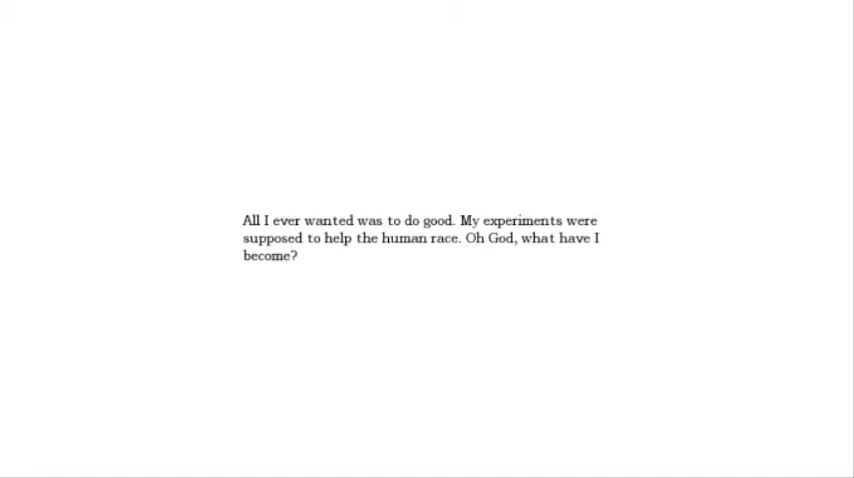 All I ever wanted was to do good. My experiments were
supposed to help the human race. Oh God, what have I
become?